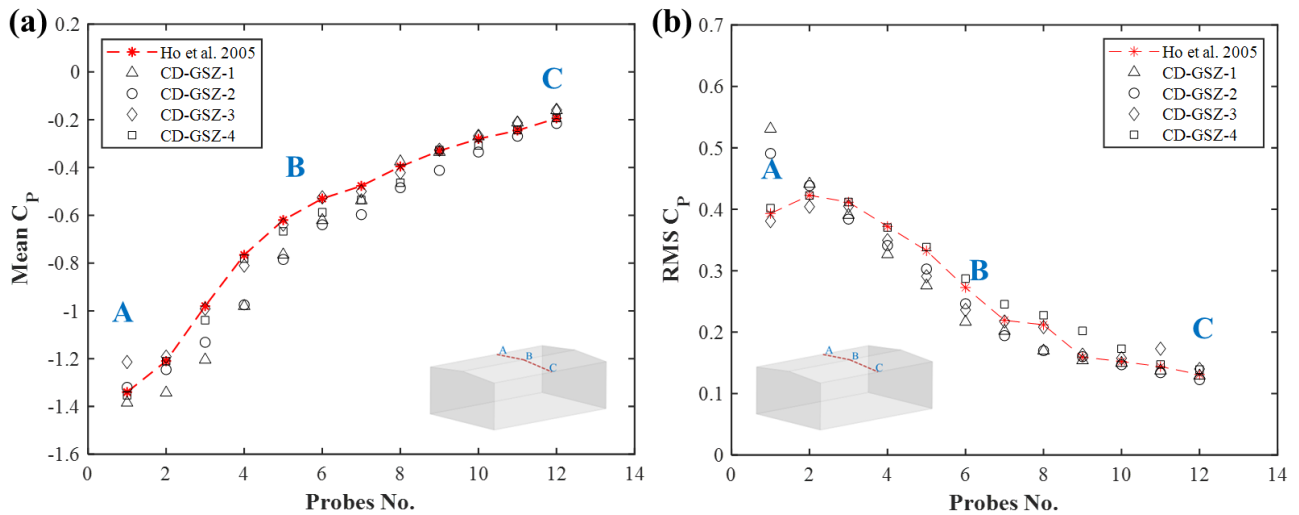 (a)
0.2
0
-0.2
-0.4
-0.6
-0.8
-1
-1.2
-1.4
-1.6
Mean C_P
Ho et al. 2005
CD-GSZ-1
CD-GSZ-2
CD-GSZ-3
CD-GSZ-4
A
B
C
A
B
C
0 2 4 6 8 10 12 14
Probes No.
(b)
0.7
0.6
0.5
0.4
0.3
0.2
0.1
0
RMS C_P
Ho et al. 2005
CD-GSZ-1
CD-GSZ-2
CD-GSZ-3
CD-GSZ-4
A
B
C
A
B
C
0 2 4 6 8 10 12 14
Probes No.